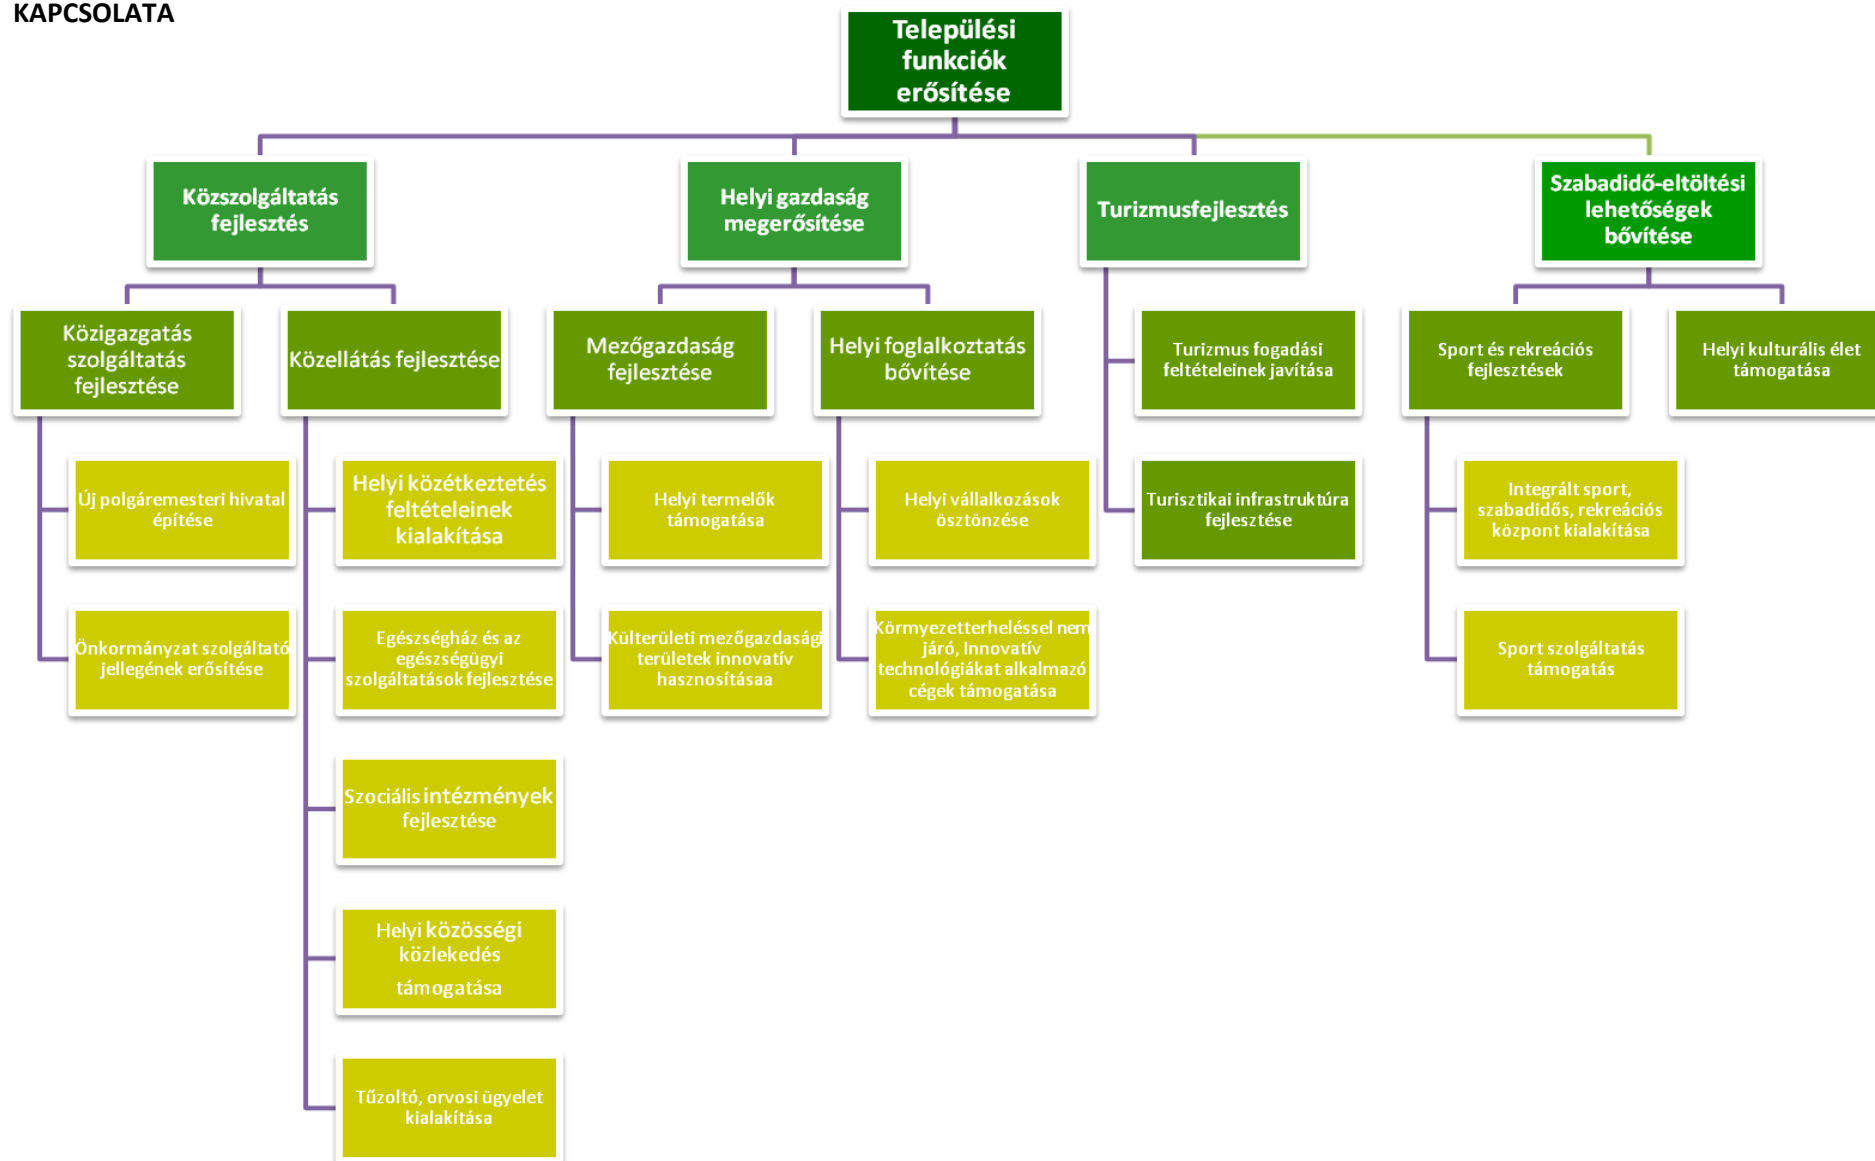 KAPCSOLATA
Települési
funkciók
erősítése
Közszolgáltatás
fejlesztés
Helyi gazdaság
megerősítése
Turizmusfejlesztés
Szabadidő-eltöltési
lehetőségek
bővítése
Közigazgatás
szolgáltatás
fejlesztése
Közellátás fejlesztése
Mezőgazdaság
fejlesztése
Helyi foglalkoztatás
bővítése
Turizmus fogadási
feltételeinek javítása
Sport és rekreációs
fejlesztések
Helyi kulturális élet
támogatása
Új polgáremesteri hivatal
építése
Helyi közétkeztetés
feltételeinek
kialakítása
Helyi termelők
támogatása
Helyi vállalkozások
ösztönzése
Turisztikai infrastruktúra
fejlesztése
Integrált sport,
szabadidős, rekreációs
központ kialakítása
Önkormányzat szolgáltató
jellegének erősítése
Egészségház és az
egészségügyi
szolgáltatások fejlesztése
Külterületi mezőgazdasági
területek innovatív
hasznosításaa
Környezetterheléssel nem
járó, Innovatív
technológiákat alkalmazó
cégek támogatása
Sport szolgáltatás
támogatás
Szociális intézmények
fejlesztése
Helyi közösségi
közlekedés
támogatása
Tűzoltó, orvosi ügyelet
kialakítása